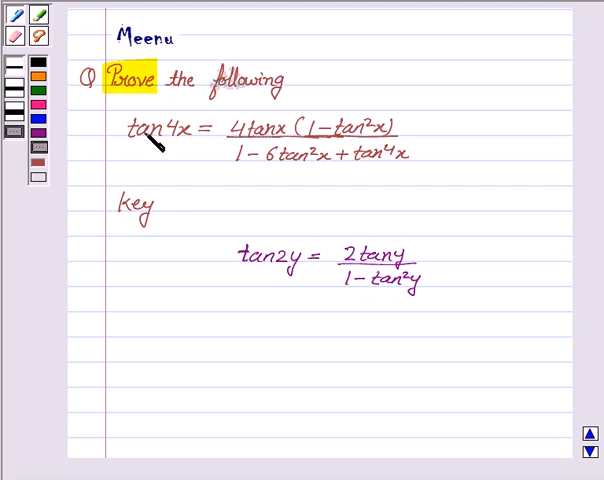 Meenu
Q Prove the following
tan4x = 4tanx (1-tan²x) / 1 - 6tan²x + tan⁴x
key
tan2y = 2tany / 1 - tan²y